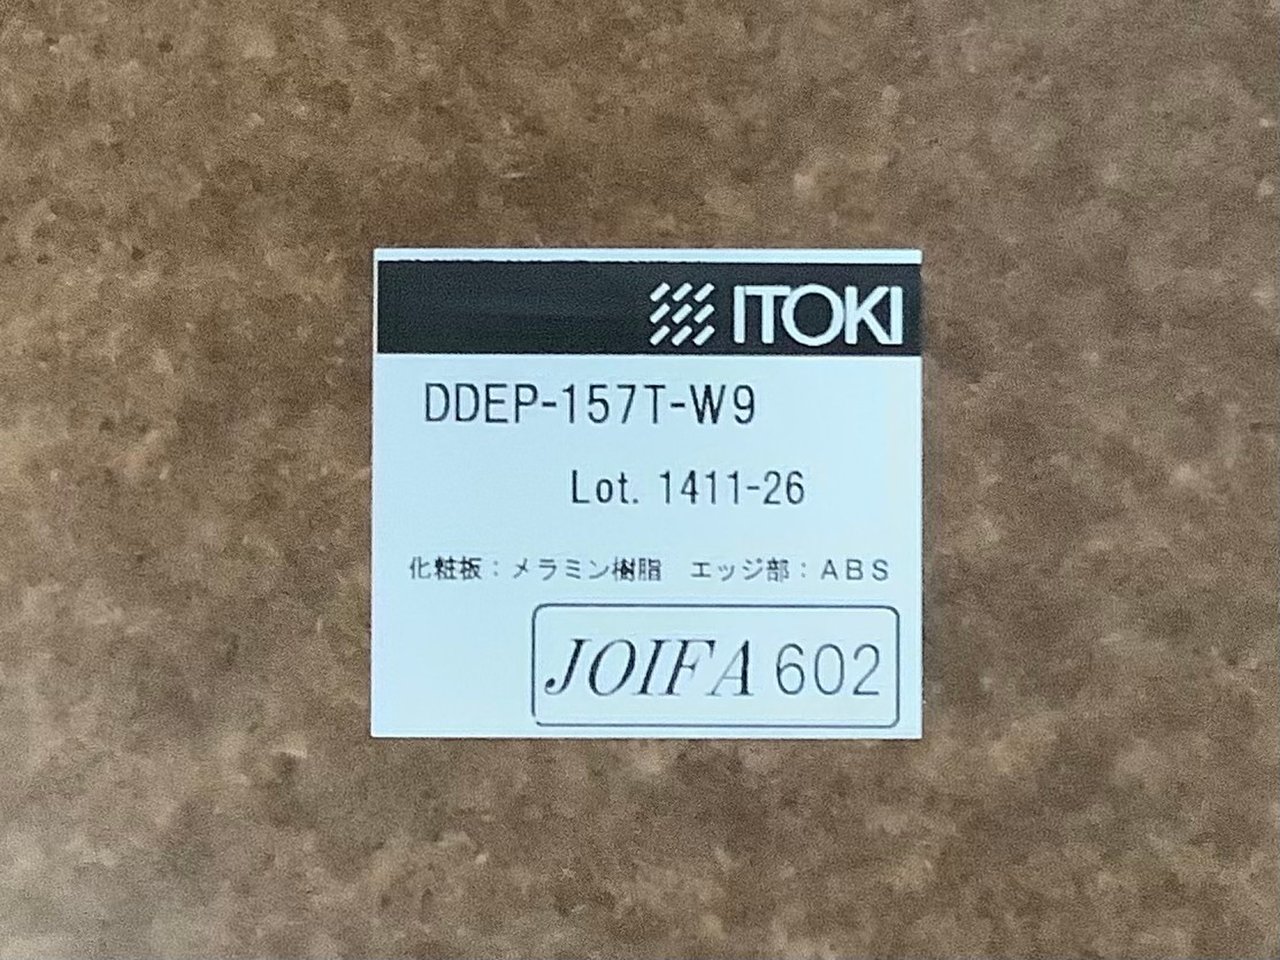 ITOKI
DDEP-157T-W9
Lot. 1411-26
化粧板：メラミン樹脂　エッジ部：ABS
JOIFA 602